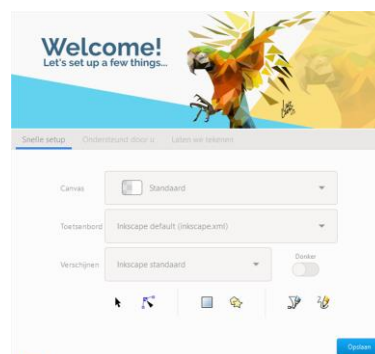 Welcome!
Let's set up a few things...
Snelle setup
Ondersteund door u
Laten we tekenen
Canvas
Standaard
Toetsenbord
Inkscape default (inkscape.xml)
Verschijnen
Inkscape standaard
Donker
Opslaan